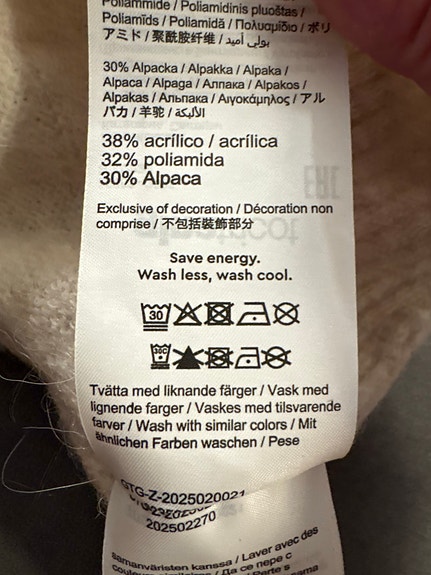 Poliammide / Poliamidinis pluoštas /
Poliamīds / Poliamidă / Πολυαμίδιο / ポリ
アミド / 聚酰胺纤维 / بولي أميد
30% Alpacka / Alpakka / Alpaka /
Alpaca / Alpaga / Алпака / Alpakos /
Alpakas / Альпака / Αιγοκάμηλος / アル
パカ / 羊驼 / الألبكة
38% acrílico / acrílica
32% poliamida
30% Alpaca
Exclusive of decoration / Décoration non
comprise / 不包括裝飾部分
Save energy.
Wash less, wash cool.
30
30C
Tvätta med liknande färger / Vask med
lignende farger / Vaskes med tilsvarende
farver / Wash with similar colors / Mit
ähnlichen Farben waschen / Pese
GTG-Z-2025020021
202502270
samanväristen kanssa / Laver avec des